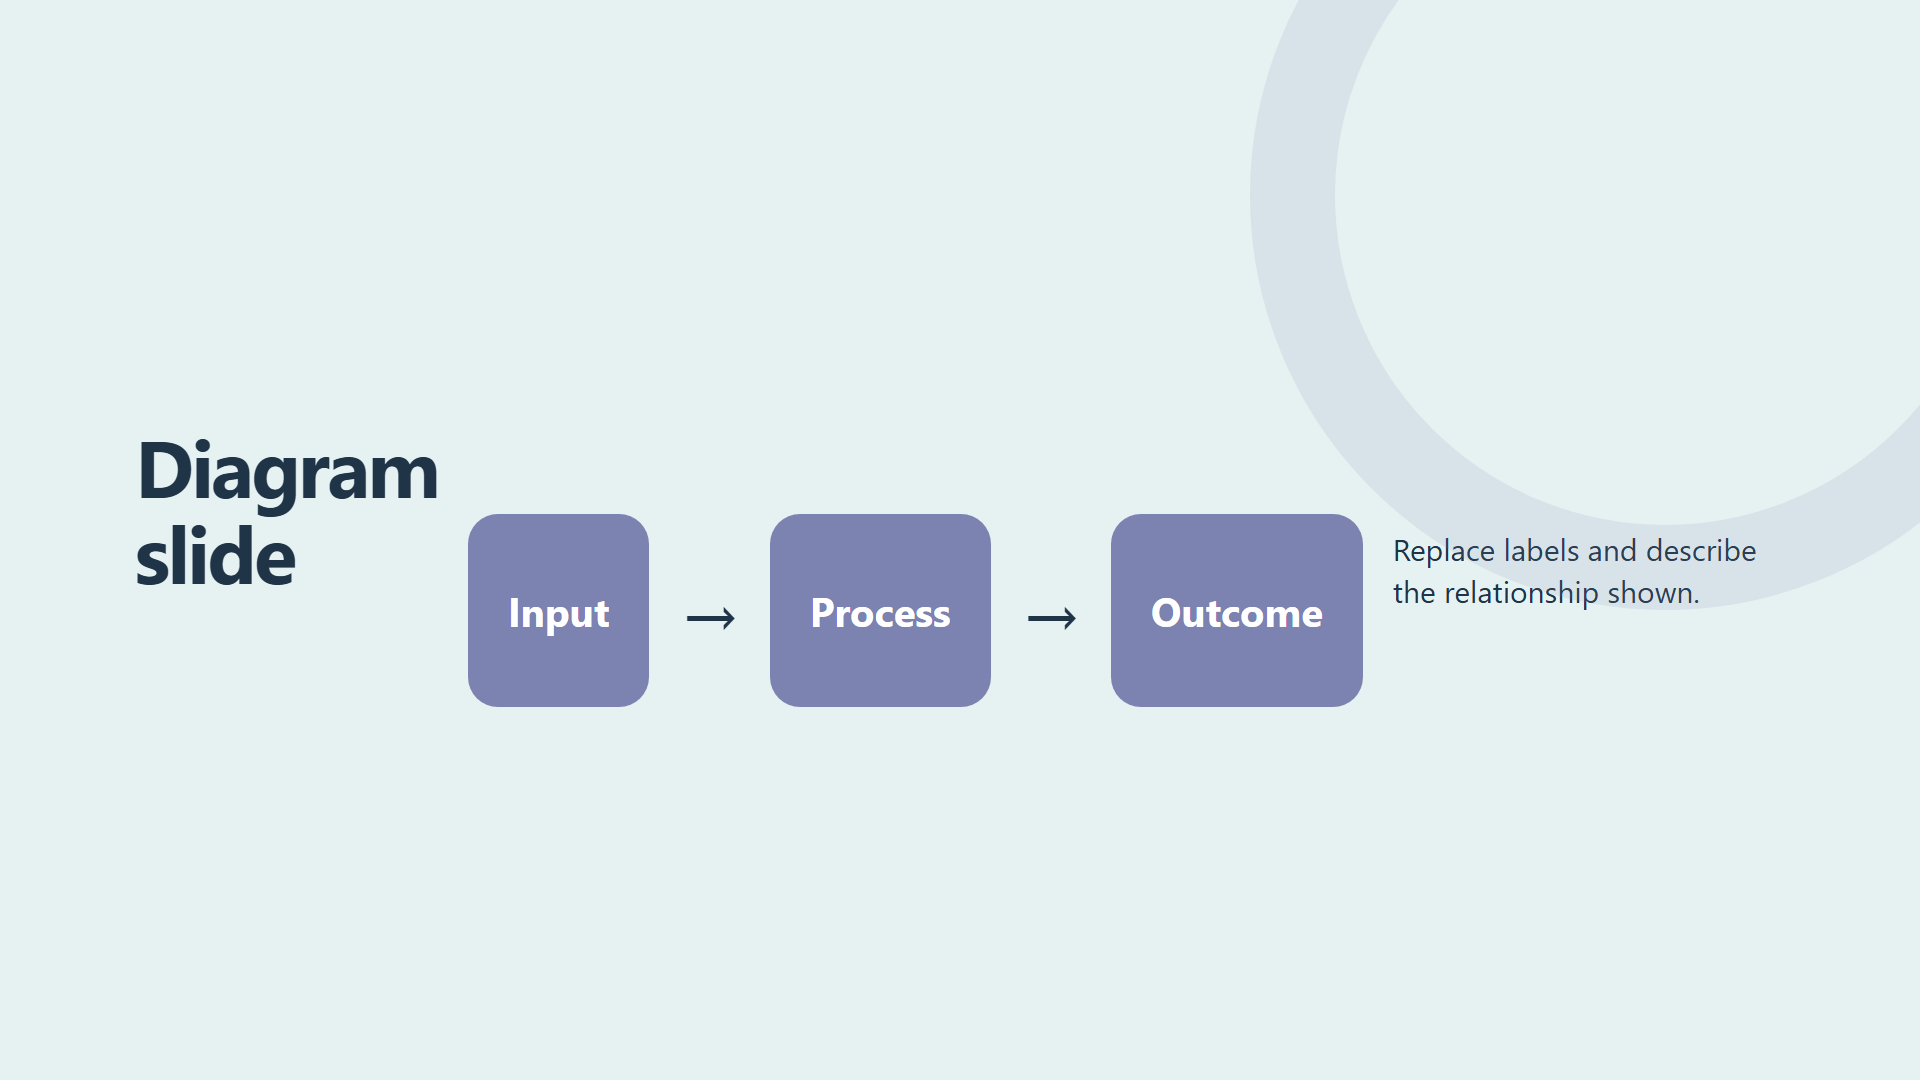 Diagram
slide
Input → Process → Outcome
Replace labels and describe
the relationship shown.